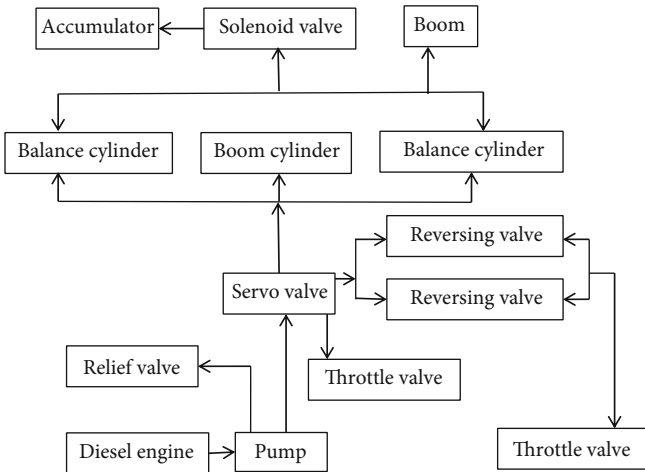 Accumulator
Solenoid valve
Boom
Balance cylinder
Boom cylinder
Balance cylinder
Reversing valve
Servo valve
Reversing valve
Relief valve
Throttle valve
Diesel engine
Pump
Throttle valve